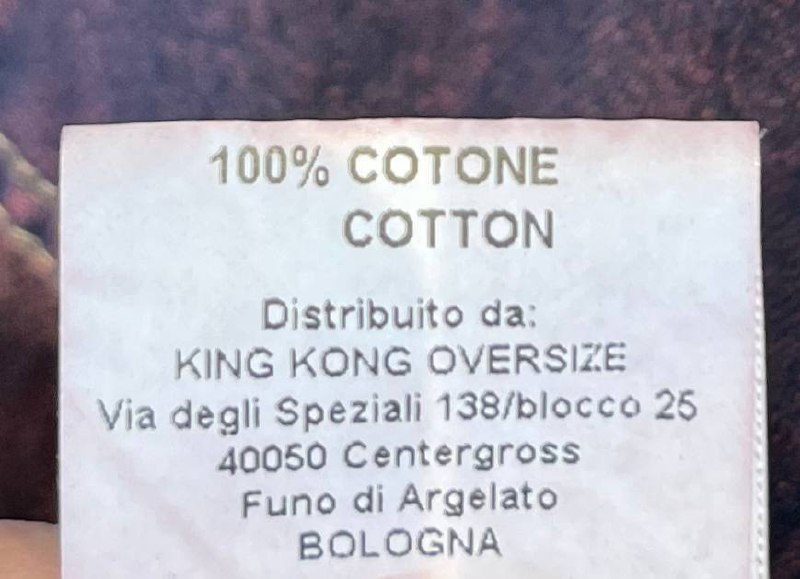 100% COTONE
COTTON
Distribuito da:
KING KONG OVERSIZE
Via degli Speziali 138/blocco 25
40050 Centergross
Funo di Argelato
BOLOGNA